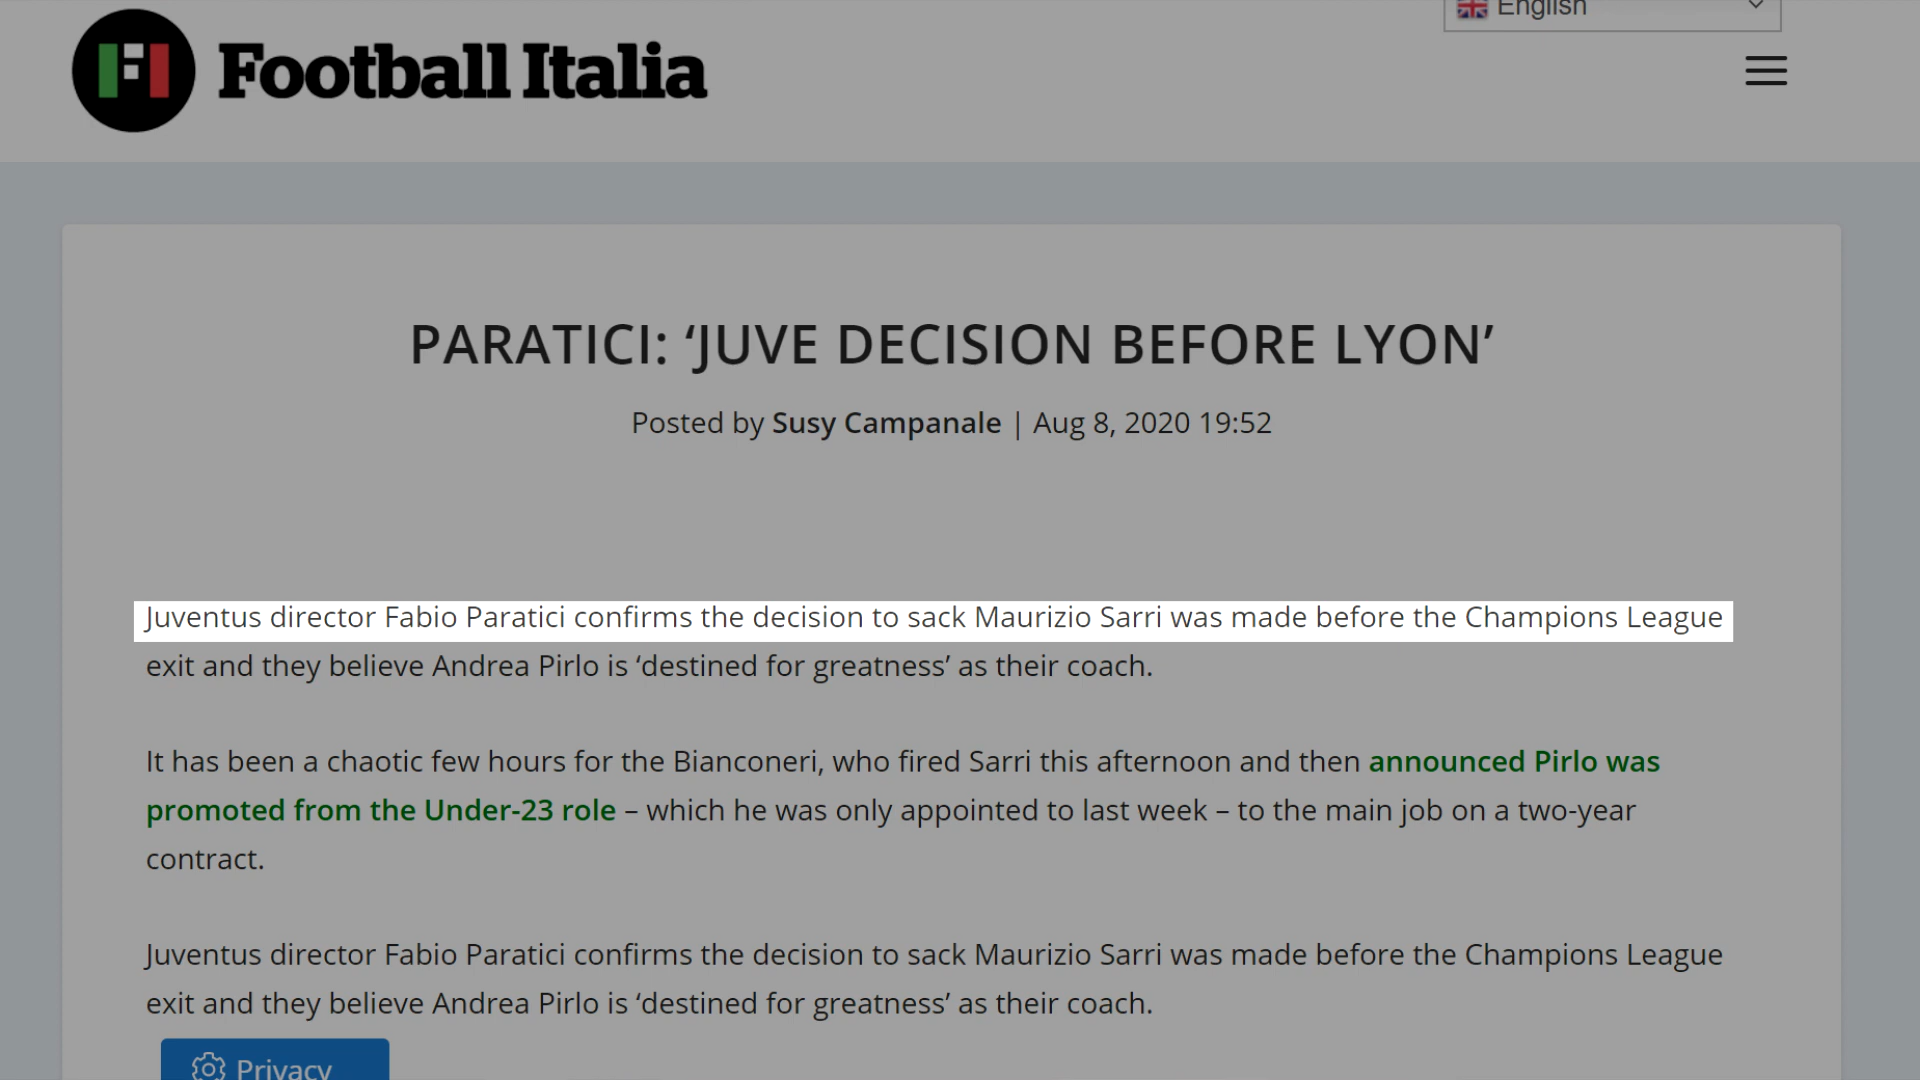 English
Football Italia
PARATICI: ‘JUVE DECISION BEFORE LYON’
Posted by Susy Campanale | Aug 8, 2020 19:52
Juventus director Fabio Paratici confirms the decision to sack Maurizio Sarri was made before the Champions League
exit and they believe Andrea Pirlo is ‘destined for greatness’ as their coach.
It has been a chaotic few hours for the Bianconeri, who fired Sarri this afternoon and then announced Pirlo was
promoted from the Under-23 role – which he was only appointed to last week – to the main job on a two-year
contract.
Juventus director Fabio Paratici confirms the decision to sack Maurizio Sarri was made before the Champions League
exit and they believe Andrea Pirlo is ‘destined for greatness’ as their coach.
Privacy